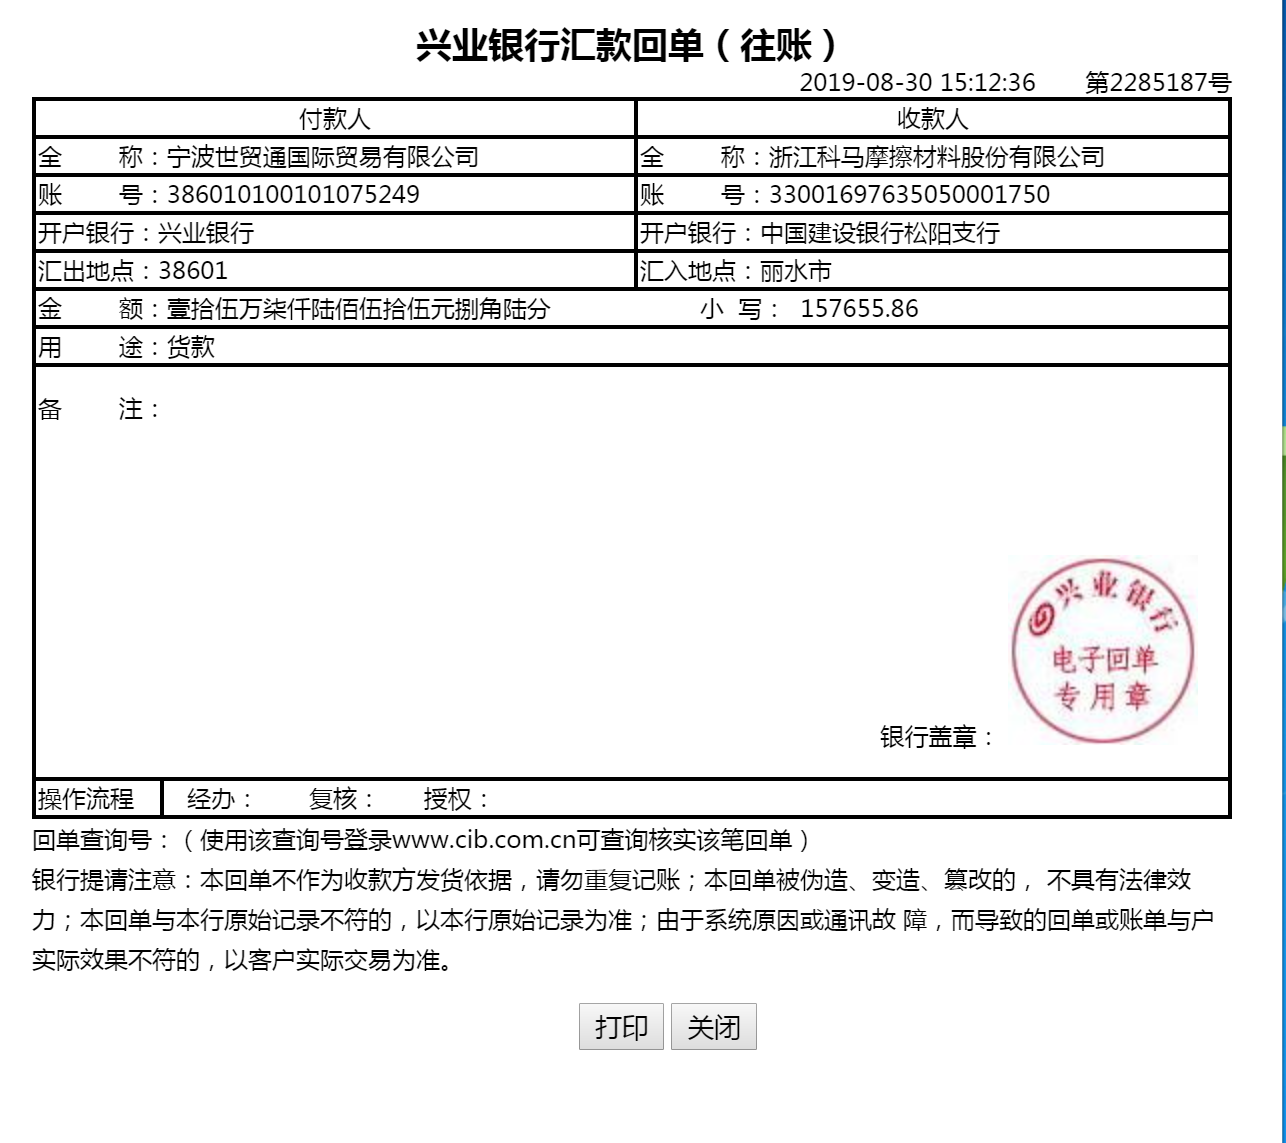 兴业银行汇款回单（往账）
2019-08-30 15:12:36 第2285187号
付款人 收款人
全 称：宁波世贸通国际贸易有限公司 全 称：浙江科马摩擦材料股份有限公司
账 号：386010100101075249 账 号：33001697635050001750
开户银行：兴业银行 开户银行：中国建设银行松阳支行
汇出地点：38601 汇入地点：丽水市
金 额：壹拾伍万柒仟陆佰伍拾伍元捌角陆分 小 写： 157655.86
用 途：货款
备 注：
兴业银行
电子回单
专用章
银行盖章：
操作流程 经办： 复核： 授权：
回单查询号：（使用该查询号登录www.cib.com.cn可查询核实该笔回单）
银行提请注意：本回单不作为收款方发货依据，请勿重复记账；本回单被伪造、变造、篡改的， 不具有法律效
力；本回单与本行原始记录不符的，以本行原始记录为准；由于系统原因或通讯故 障，而导致的回单或账单与户
实际效果不符的，以客户实际交易为准。
打印 关闭